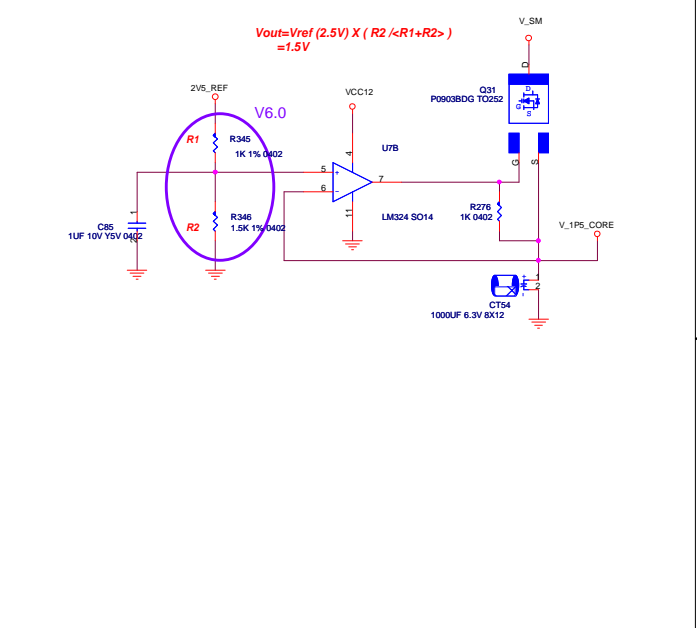 Vout=Vref (2.5V) X ( R2 /<R1+R2> )
=1.5V
V_SM
D
Q31
P0903BDG TO252
D
G
S
G
S
2V5_REF
V6.0
R1
R345
1K 1% 0402
VCC12
4
U7B
5
+
7
6
-
11
LM324 SO14
1
C85
1UF 10V Y5V 0402
2
R2
R346
1.5K 1% 0402
R276
1K 0402
V_1P5_CORE
+
1
2
-
CT54
1000UF 6.3V 8X12